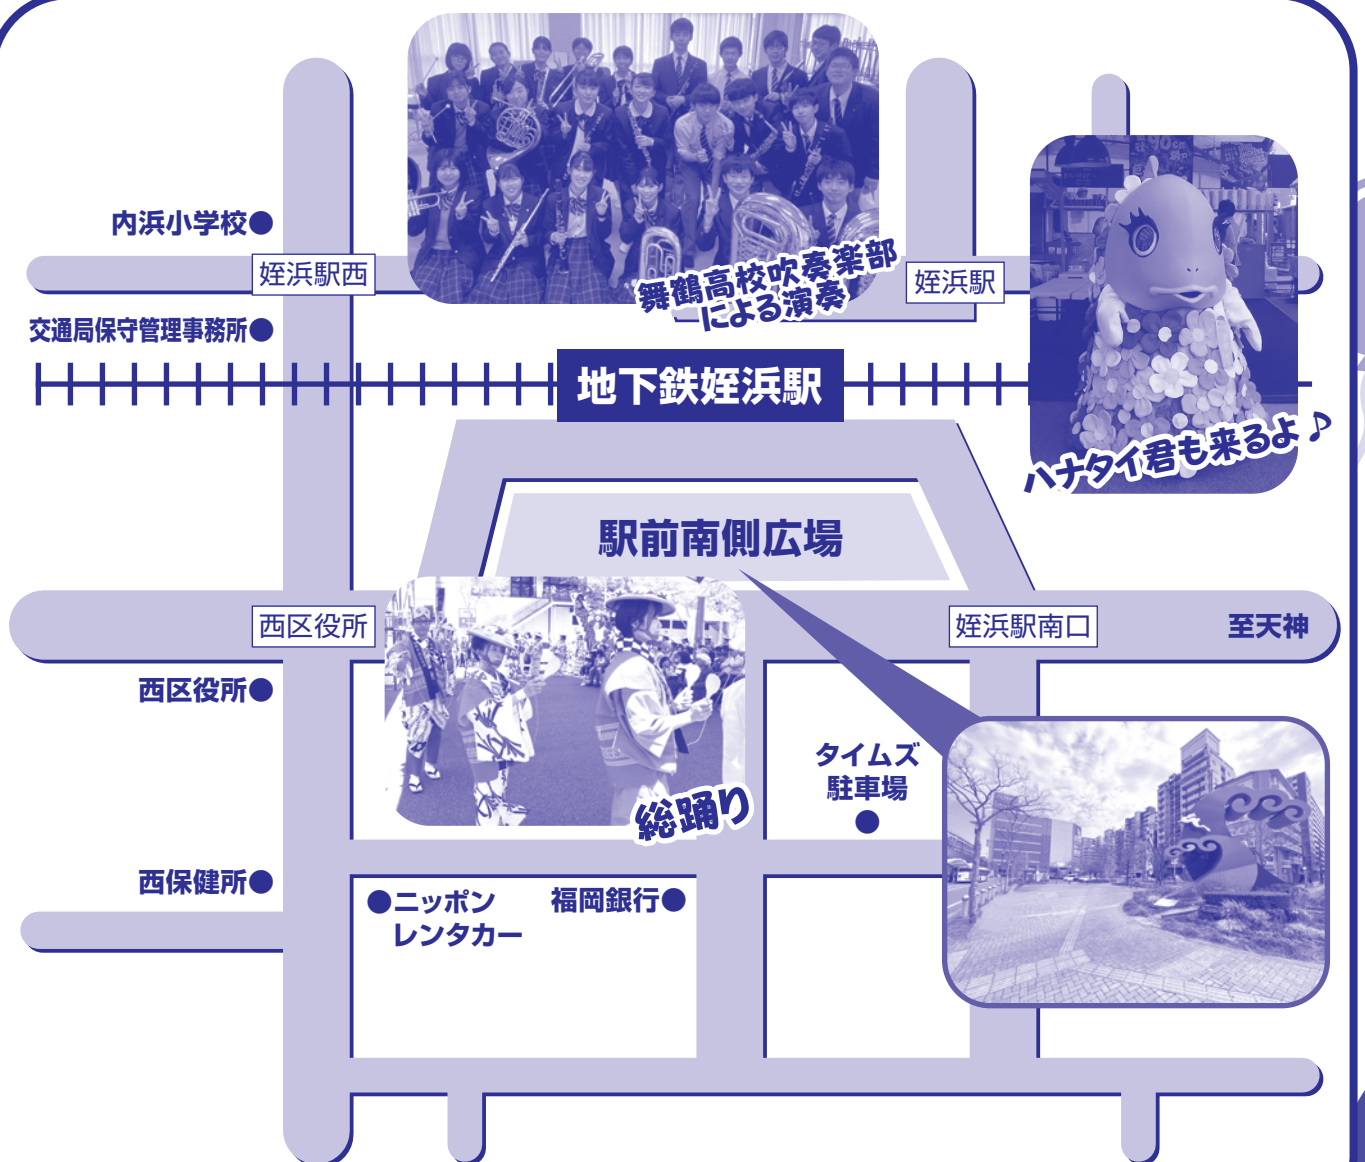 内浜小学校●
姪浜駅西
舞鶴高校吹奏楽部
による演奏
姪浜駅
交通局保守管理事務所●
地下鉄姪浜駅
ハナタイ君も来るよ♪
駅前南側広場
西区役所
姪浜駅南口
至天神
西区役所●
タイムズ
駐車場
●
総踊り
西保健所●
●ニッポン
レンタカー
福岡銀行●